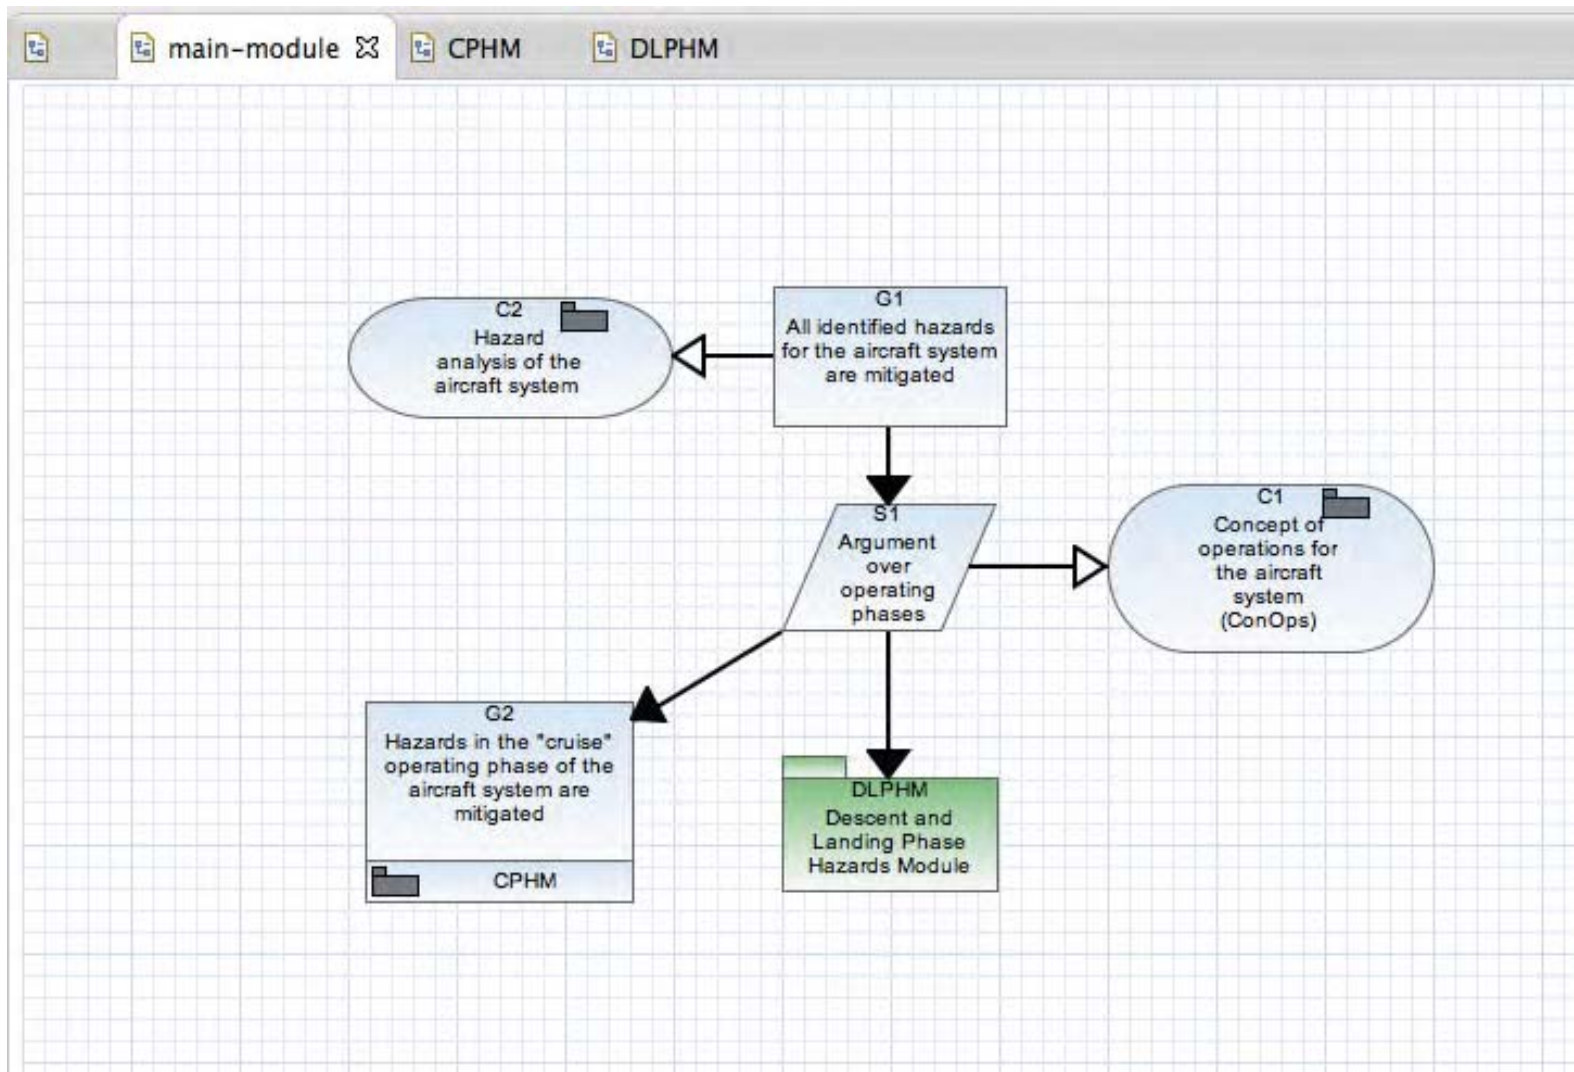 main-module CPHM DLPHM
C2
Hazard
analysis of the
aircraft system
G1
All identified hazards
for the aircraft system
are mitigated
S1
Argument
over
operating
phases
C1
Concept of
operations for
the aircraft
system
(ConOps)
G2
Hazards in the "cruise"
operating phase of the
aircraft system are
mitigated
CPHM
DLPHM
Descent and
Landing Phase
Hazards Module